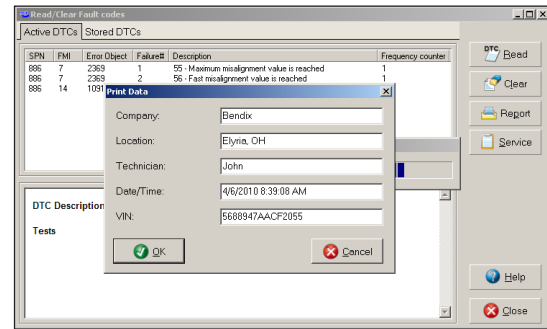 Read/Clear Fault codes
Active DTCs Stored DTCs
SPN FMI Error Object Failure# Description Frequency counter
886 7 2369 1 55 - Maximum misalignment value is reached 1
886 7 2369 2 56 - Fast misalignment value is reached 1
886 14 1091
Print Data
Company: Bendix
Location: Elyria, OH
Technician: John
Date/Time: 4/6/2010 8:39:08 AM
VIN: 5688947AACF2055
OK Cancel
DTC Description
Tests
DTC Read
Clear
Report
Service
Help
Close